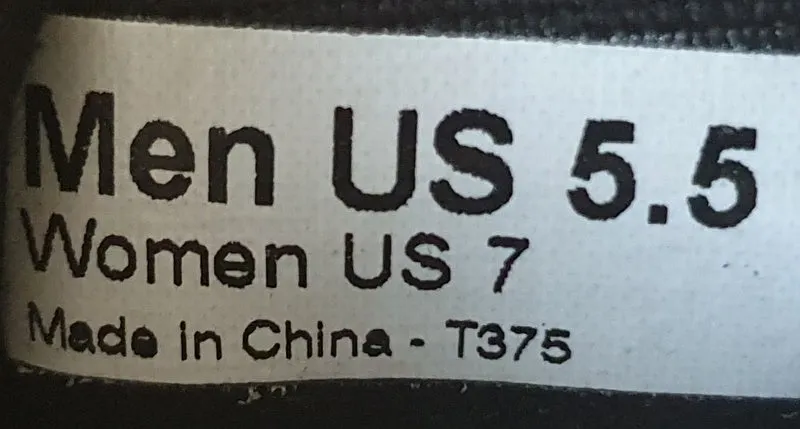 Men US 5.5
Women US 7
Made in China - T375